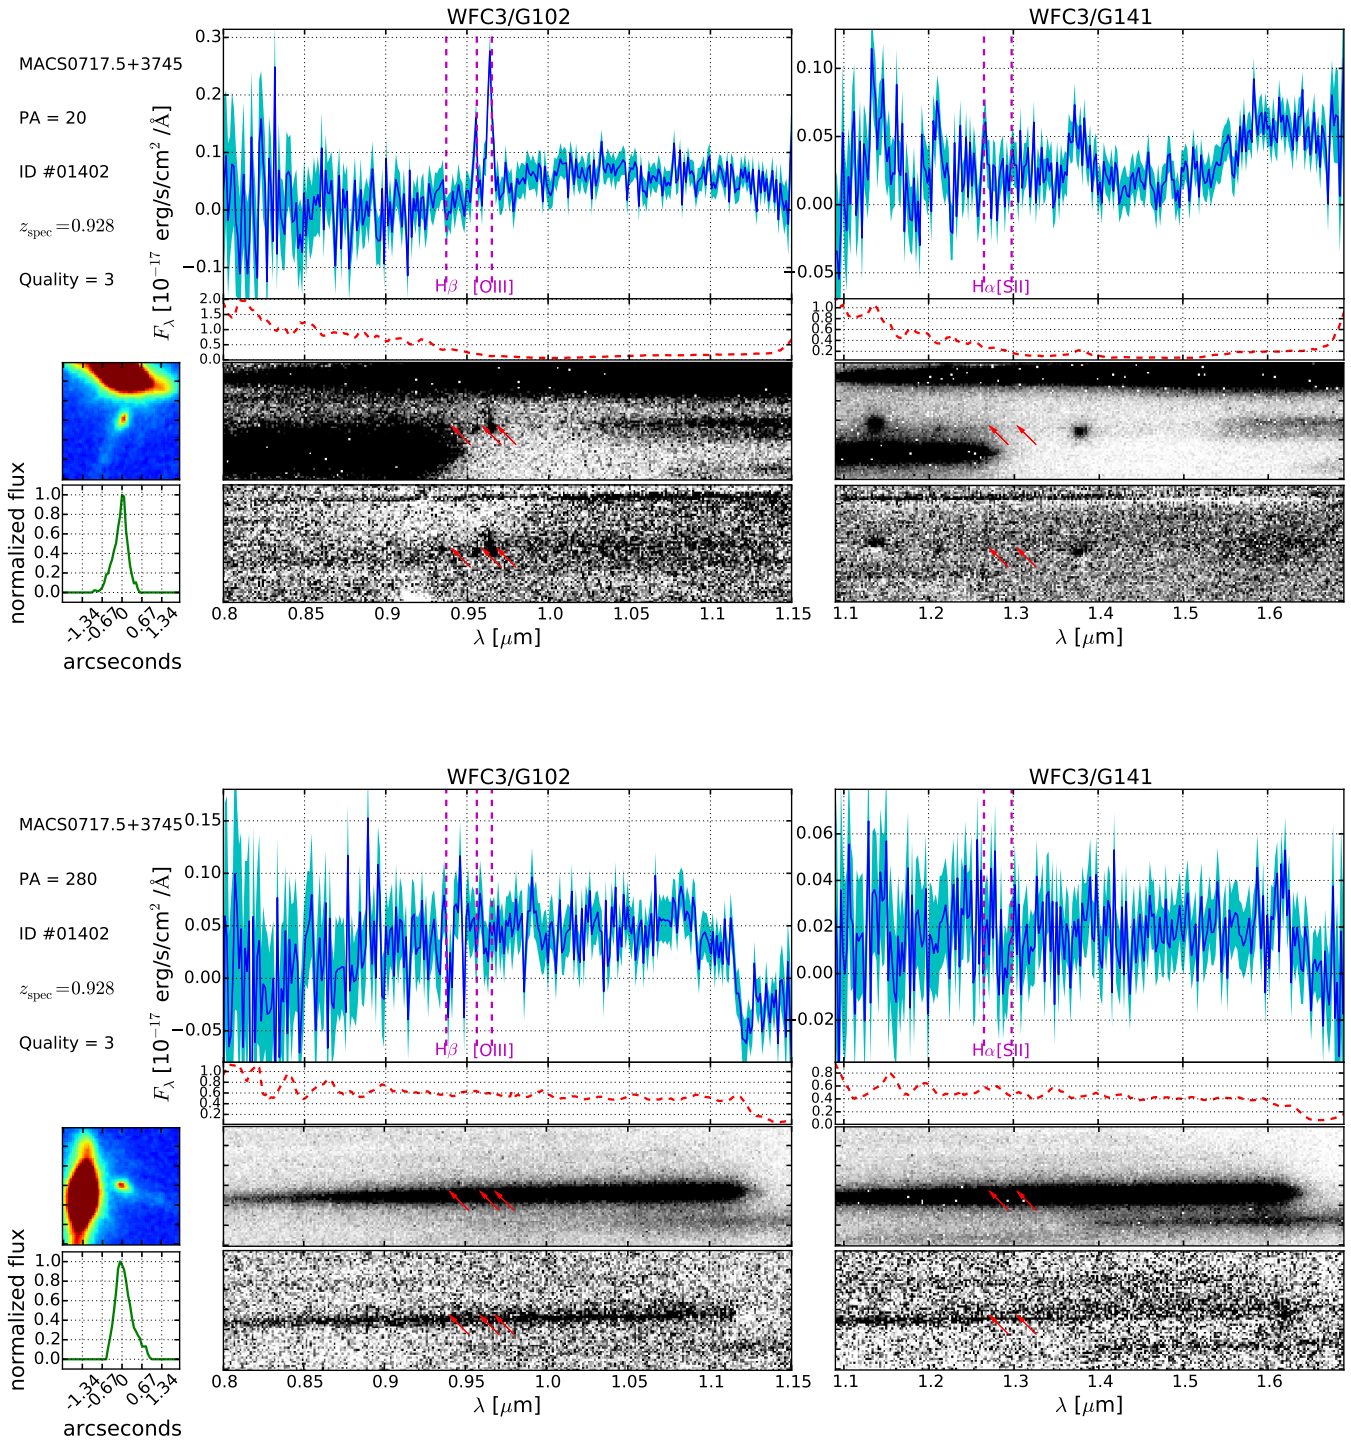 WFC3/G102
WFC3/G141
MACS0717.5+3745
PA = 20
ID #01402
z_spec=0.928
Quality = 3
F_λ [10^−17 erg/s/cm^2/Å]
0.3
0.2
0.1
0.0
−0.1
Hβ [OIII]
2.0
1.5
1.0
0.5
0.0
0.10
0.05
0.00
−0.05
Hα[SII]
1.0
0.8
0.6
0.4
0.2
normalized flux
1.0
0.8
0.6
0.4
0.2
0.0
-1.34
-0.67
0
0.67
1.34
arcseconds
0.8 0.85 0.9 0.95 1.0 1.05 1.1 1.15
λ [μm]
1.1 1.2 1.3 1.4 1.5 1.6
λ [μm]
WFC3/G102
WFC3/G141
MACS0717.5+3745
PA = 280
ID #01402
z_spec=0.928
Quality = 3
F_λ [10^−17 erg/s/cm^2/Å]
0.15
0.10
0.05
0.00
−0.05
Hβ [OIII]
1.0
0.8
0.6
0.4
0.2
0.06
0.04
0.02
0.00
−0.02
Hα[SII]
0.8
0.6
0.4
0.2
0.0
normalized flux
1.0
0.8
0.6
0.4
0.2
0.0
-1.34
-0.67
0
0.67
1.34
arcseconds
0.8 0.85 0.9 0.95 1.0 1.05 1.1 1.15
λ [μm]
1.1 1.2 1.3 1.4 1.5 1.6
λ [μm]